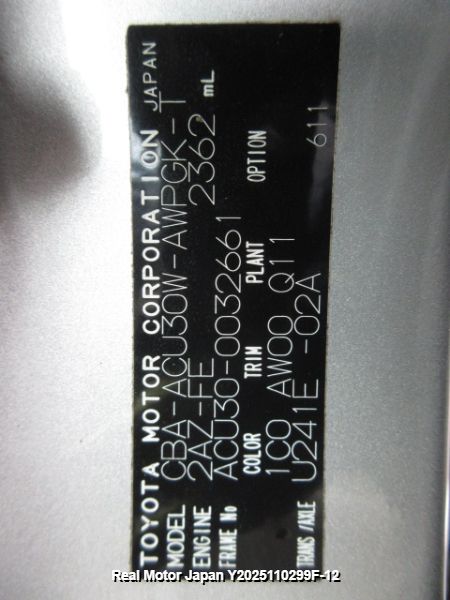 TOYOTA MOTOR CORPORATION JAPAN
MODEL CBA-ACU30W-AWPGK-T
ENGINE 2AZ-FE 2362 mL
FRAME No ACU30-0032661
COLOR TRIM PLANT OPTION
1C0 AW00 Q11
TRANS/AXLE U241E -02A 611
Real Motor Japan Y2025110299F-12